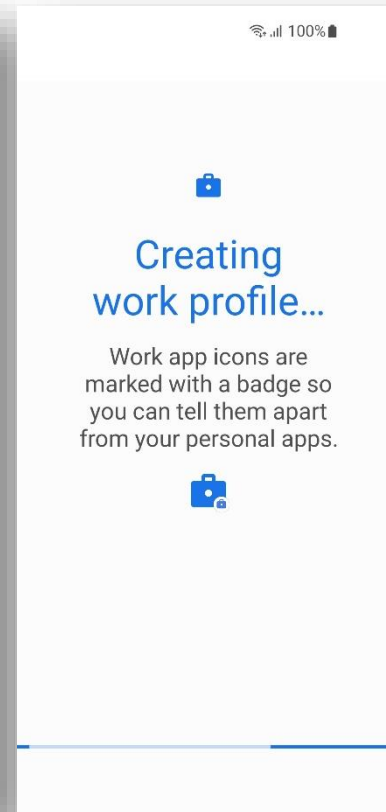 100%
Creating
work profile...
Work app icons are
marked with a badge so
you can tell them apart
from your personal apps.